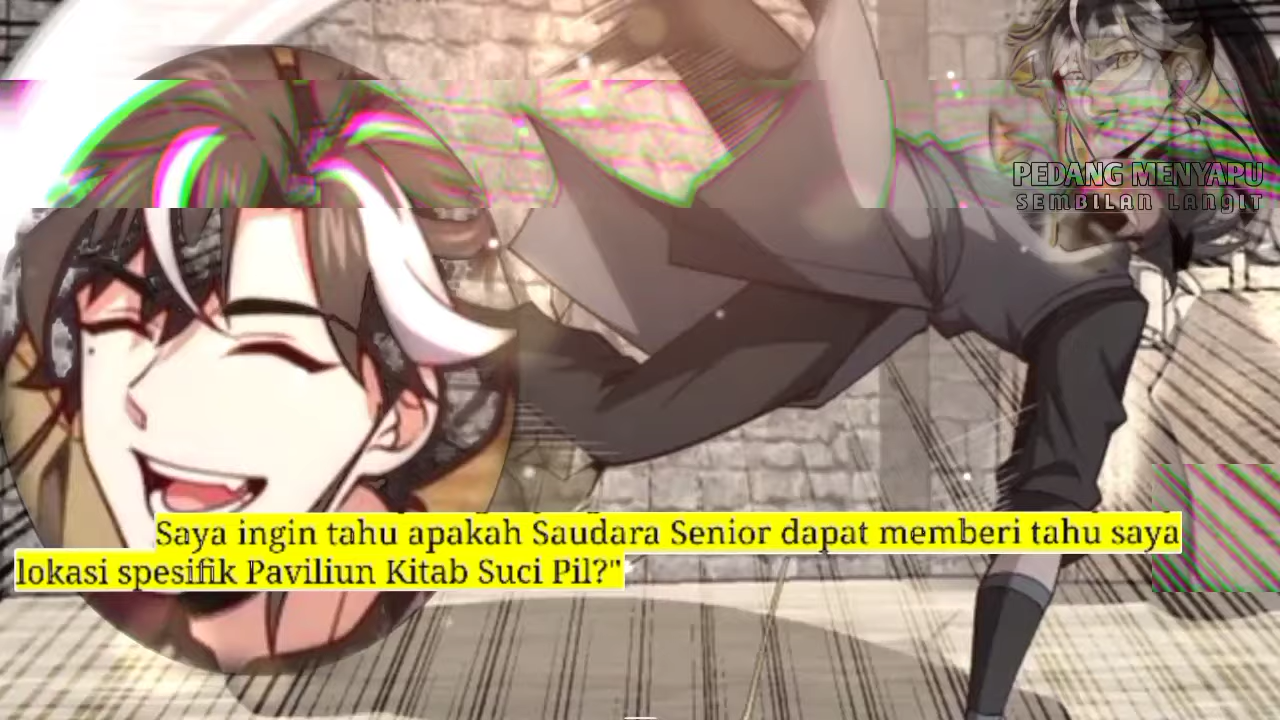 PEDANG MENYAPU
SEMBILAN LANGIT
Saya ingin tahu apakah Saudara Senior dapat memberi tahu saya
lokasi spesifik Paviliun Kitab Suci Pil?"